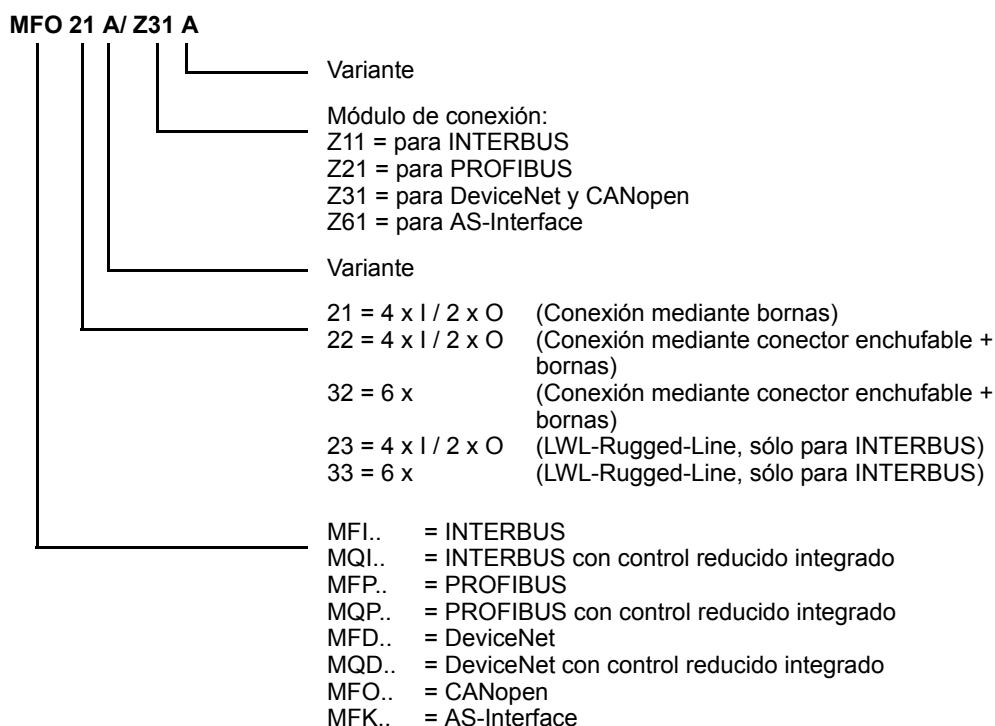 MFO 21 A/ Z31 A
Variante
Módulo de conexión:
Z11 = para INTERBUS
Z21 = para PROFIBUS
Z31 = para DeviceNet y CANopen
Z61 = para AS-Interface
Variante
21 = 4 x I / 2 x O (Conexión mediante bornas)
22 = 4 x I / 2 x O (Conexión mediante conector enchufable +
bornas)
32 = 6 x (Conexión mediante conector enchufable +
bornas)
23 = 4 x I / 2 x O (LWL-Rugged-Line, sólo para INTERBUS)
33 = 6 x (LWL-Rugged-Line, sólo para INTERBUS)
MFI.. = INTERBUS
MQI.. = INTERBUS con control reducido integrado
MFP.. = PROFIBUS
MQP.. = PROFIBUS con control reducido integrado
MFD.. = DeviceNet
MQD.. = DeviceNet con control reducido integrado
MFO.. = CANopen
MFK.. = AS-Interface